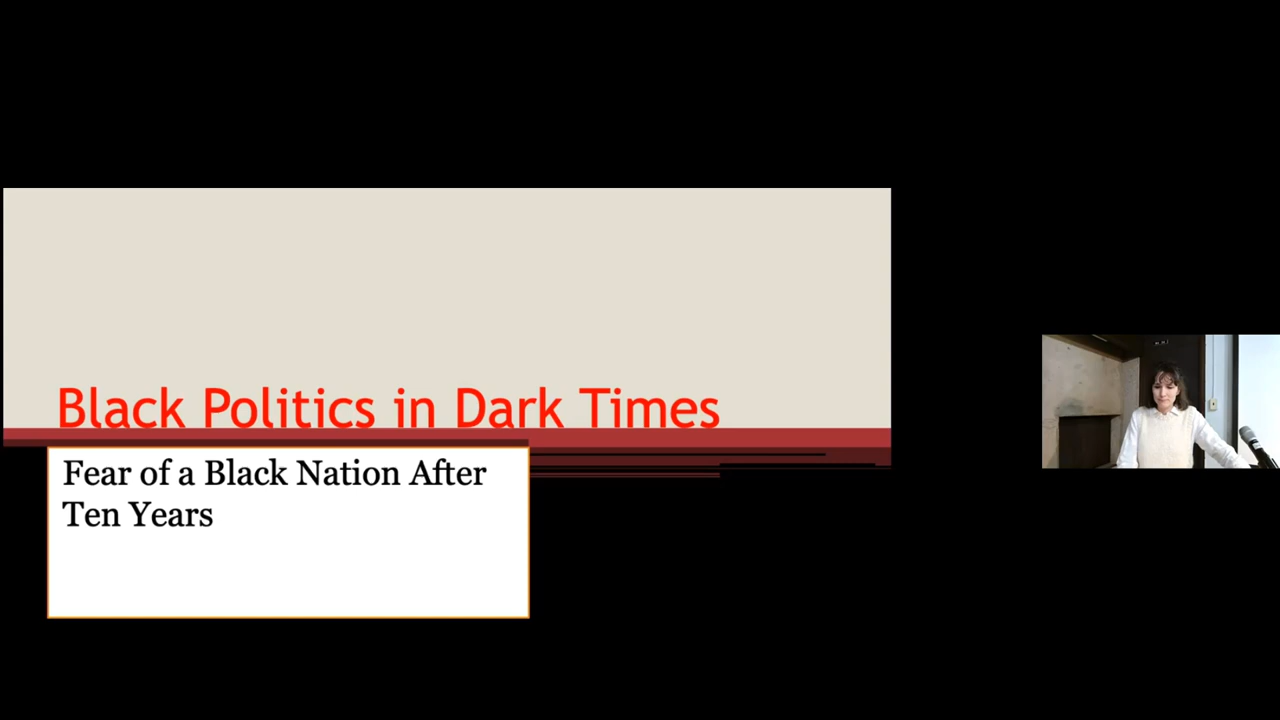 Black Politics in Dark Times
Fear of a Black Nation After
Ten Years